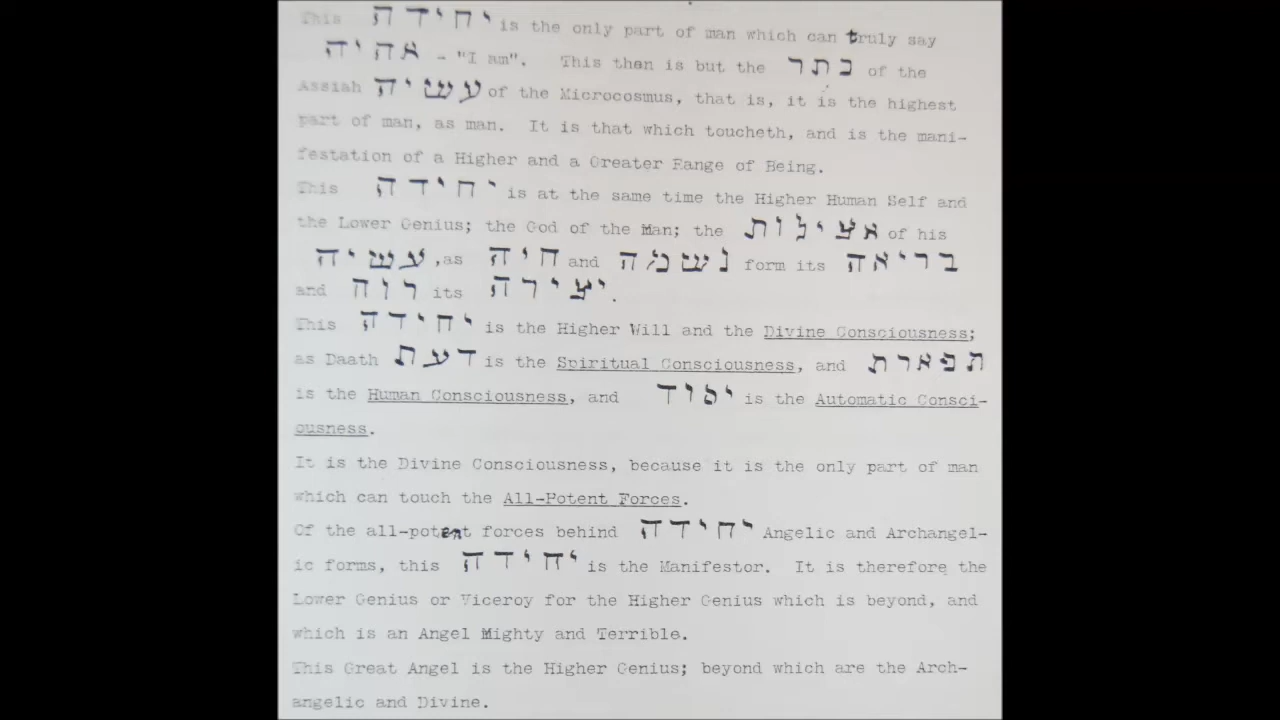 This יחידה is the only part of man which can truly say
אהיה - "I am". This then is but the כתר of the
Assiah עשיה of the Microcosmus, that is, it is the highest
part of man, as man. It is that which toucheth, and is the mani-
festation of a Higher and a Greater Range of Being.
This יחידה is at the same time the Higher Human Self and
the Lower Genius; the God of the Man; the אצילות of his
עשיה ,as חיה and נשמה form its בריאה
and רוח its יצירה.
This יחידה is the Higher Will and the Divine Consciousness;
as Daath דעת is the Spiritual Consciousness, and תפארת
is the Human Consciousness, and יסוד is the Automatic Consci-
ousness.
It is the Divine Consciousness, because it is the only part of man
which can touch the All-Potent Forces.
Of the all-potent forces behind יחידה Angelic and Archangel-
ic forms, this יחידה is the Manifestor. It is therefore the
Lower Genius or Viceroy for the Higher Genius which is beyond, and
which is an Angel Mighty and Terrible.
This Great Angel is the Higher Genius; beyond which are the Arch-
angelic and Divine.